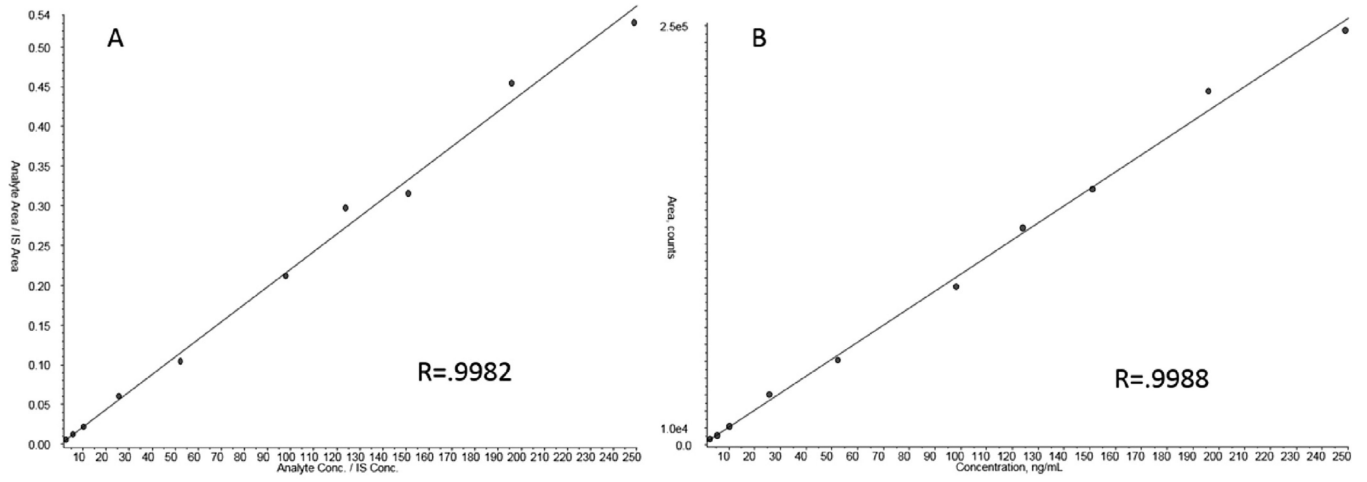 A
0.54
0.50
0.45
0.40
0.35
0.30
0.25
0.20
0.15
0.10
0.05
0.00
Analyte Area / IS Area
R=.9982
10 20 30 40 50 60 70 80 90 100 110 120 130 140 150 160 170 180 190 200 210 220 230 240 250
Analyte Conc. / IS Conc.
B
2.5e5
1.0e4
0.0
Area, counts
R=.9988
10 20 30 40 50 60 70 80 90 100 110 120 130 140 150 160 170 180 190 200 210 220 230 240 250
Concentration, ng/mL